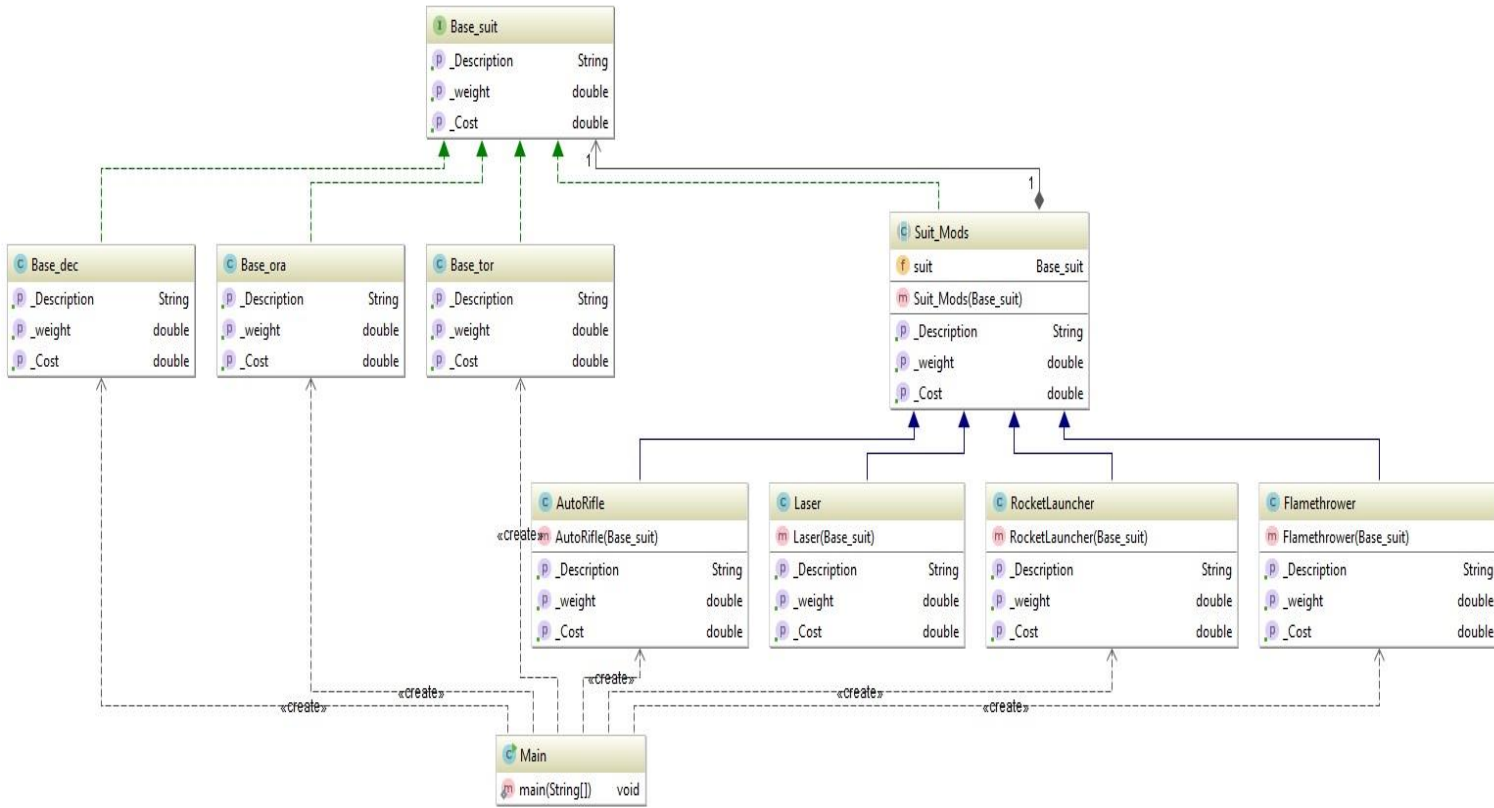 I Base_suit
p _Description String
p _weight double
p _Cost double
1
1
C Suit_Mods
f suit Base_suit
m Suit_Mods(Base_suit)
p _Description String
p _weight double
p _Cost double
C Base_dec
p _Description String
p _weight double
p _Cost double
C Base_ora
p _Description String
p _weight double
p _Cost double
C Base_tor
p _Description String
p _weight double
p _Cost double
C AutoRifle
m AutoRifle(Base_suit)
p _Description String
p _weight double
p _Cost double
C Laser
m Laser(Base_suit)
p _Description String
p _weight double
p _Cost double
C RocketLauncher
m RocketLauncher(Base_suit)
p _Description String
p _weight double
p _Cost double
C Flamethrower
m Flamethrower(Base_suit)
p _Description String
p _weight double
p _Cost double
«create»
«create»
«create»
«create»
«create»
«create»
C Main
m main(String[]) void